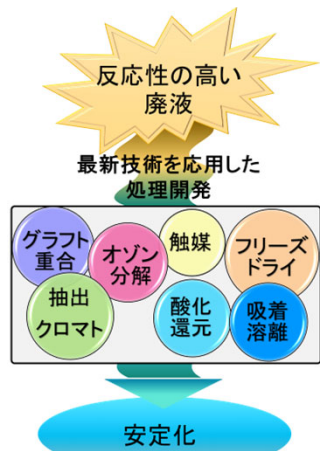 反応性の高い
廃液
最新技術を応用した
処理開発
グラフト
重合
オゾン
分解
触媒
フリーズ
ドライ
抽出
クロマト
酸化
還元
吸着
溶離
安定化